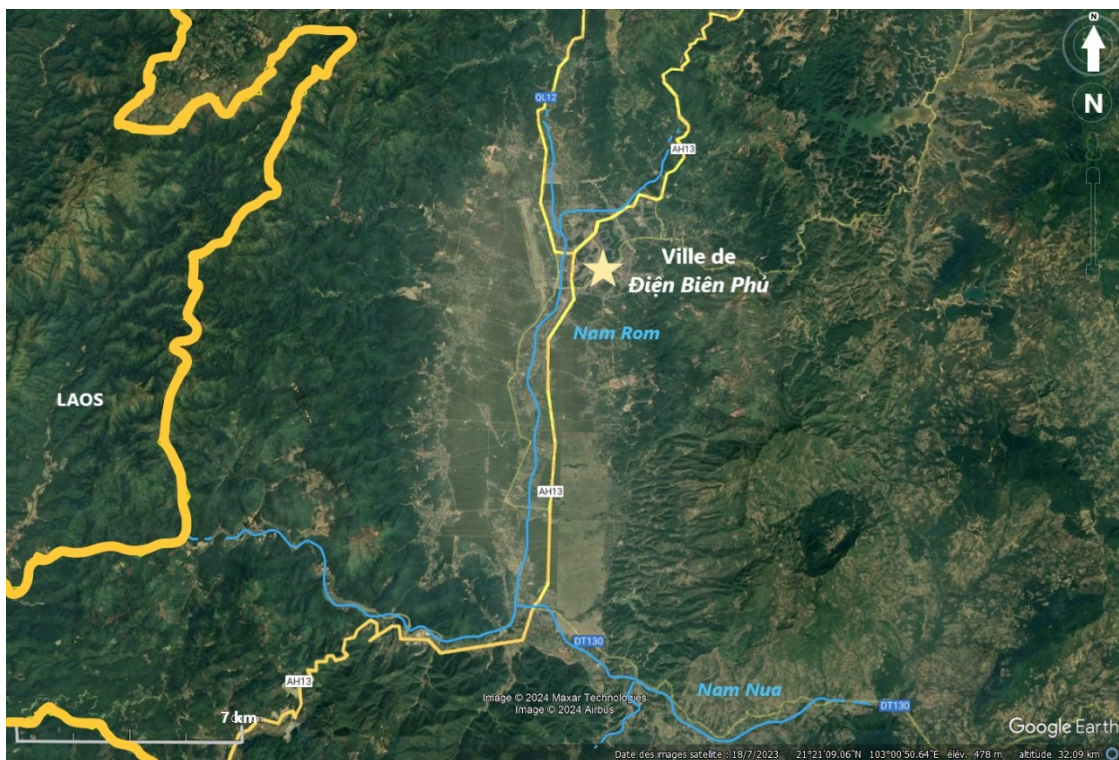 N
N
QL12
AH13
Ville de
Điện Biên Phủ
Nam Rom
LAOS
AH13
DT130
AH13
Nam Nua
DT130
7 km
Image © 2024 Maxar Technologies
Image © 2024 Airbus
Google Earth
Date des images satellite : 18/7/2023 21°21'09.06"N 103°00'50.64"E élév. 478 m altitude 32.09 km